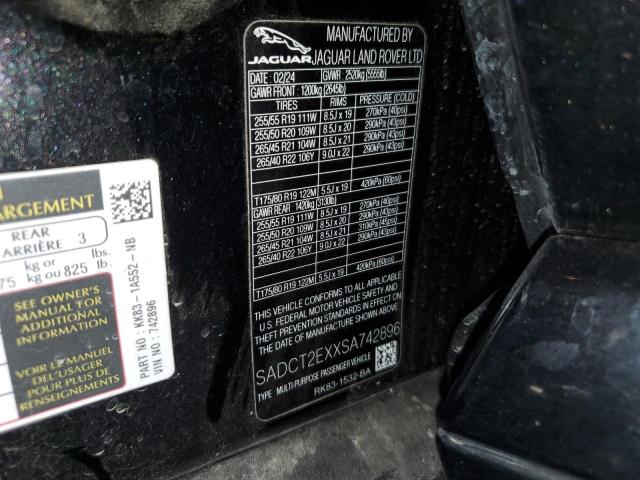 MANUFACTURED BY
JAGUAR LAND ROVER LTD
JAGUAR
DATE : 02/24 GVWR 2520kg (5555lb)
GAWR FRONT : 1200kg (2645lb)
TIRES RIMS PRESSURE (COLD)
255/55 R19 111W 8.5J x 19 270kPa (40psi)
255/50 R20 109W 8.5J x 20 290kPa (43psi)
265/45 R21 104W 8.5J x 21 290kPa (43psi)
265/40 R22 106Y 9.0J x 22 290kPa (43psi)
T175/80 R19 122M 5.5J x 19 420kPa (60psi)
GAWR REAR 1420kg (3130lb)
255/55 R19 111W 8.5J x 19 270kPa (40psi)
255/50 R20 109W 8.5J x 20 290kPa (43psi)
265/45 R21 104W 8.5J x 21 310kPa (45psi)
265/40 R22 106Y 9.0J x 22 290kPa (43psi)
T175/80 R19 122M 5.5J x 19 420kPa (60psi)
THIS VEHICLE CONFORMS TO ALL APPLICABLE
U.S. FEDERAL MOTOR VEHICLE SAFETY AND
THEFT PREVENTION STANDARDS IN EFFECT ON
THE DATE OF MANUFACTURE SHOWN ABOVE.
SADCT2EXXSA742896
TYPE MULTI-PURPOSE PASSENGER VEHICLE
RK83-1532-BA
ARGEMENT
REAR
ARRIÈRE 3
kg or lbs.
kg ou 825 lb.
SEE OWNER'S
MANUAL FOR
ADDITIONAL
INFORMATION
VOIR LE MANUEL
DE L'USAGER
POUR PLUS DE
RENSEIGNEMENTS
PART NO : KK83-1A552-NB
VIN NO : 742896